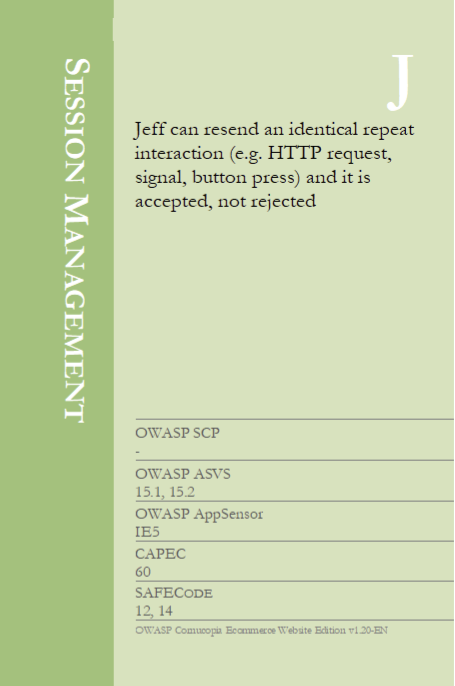 SESSION MANAGEMENT
J
Jeff can resend an identical repeat
interaction (e.g. HTTP request,
signal, button press) and it is
accepted, not rejected
OWASP SCP
-
OWASP ASVS
15.1, 15.2
OWASP AppSensor
IE5
CAPEC
60
SAFECODE
12, 14
OWASP Cornucopia Ecommerce Website Edition v1.20-EN